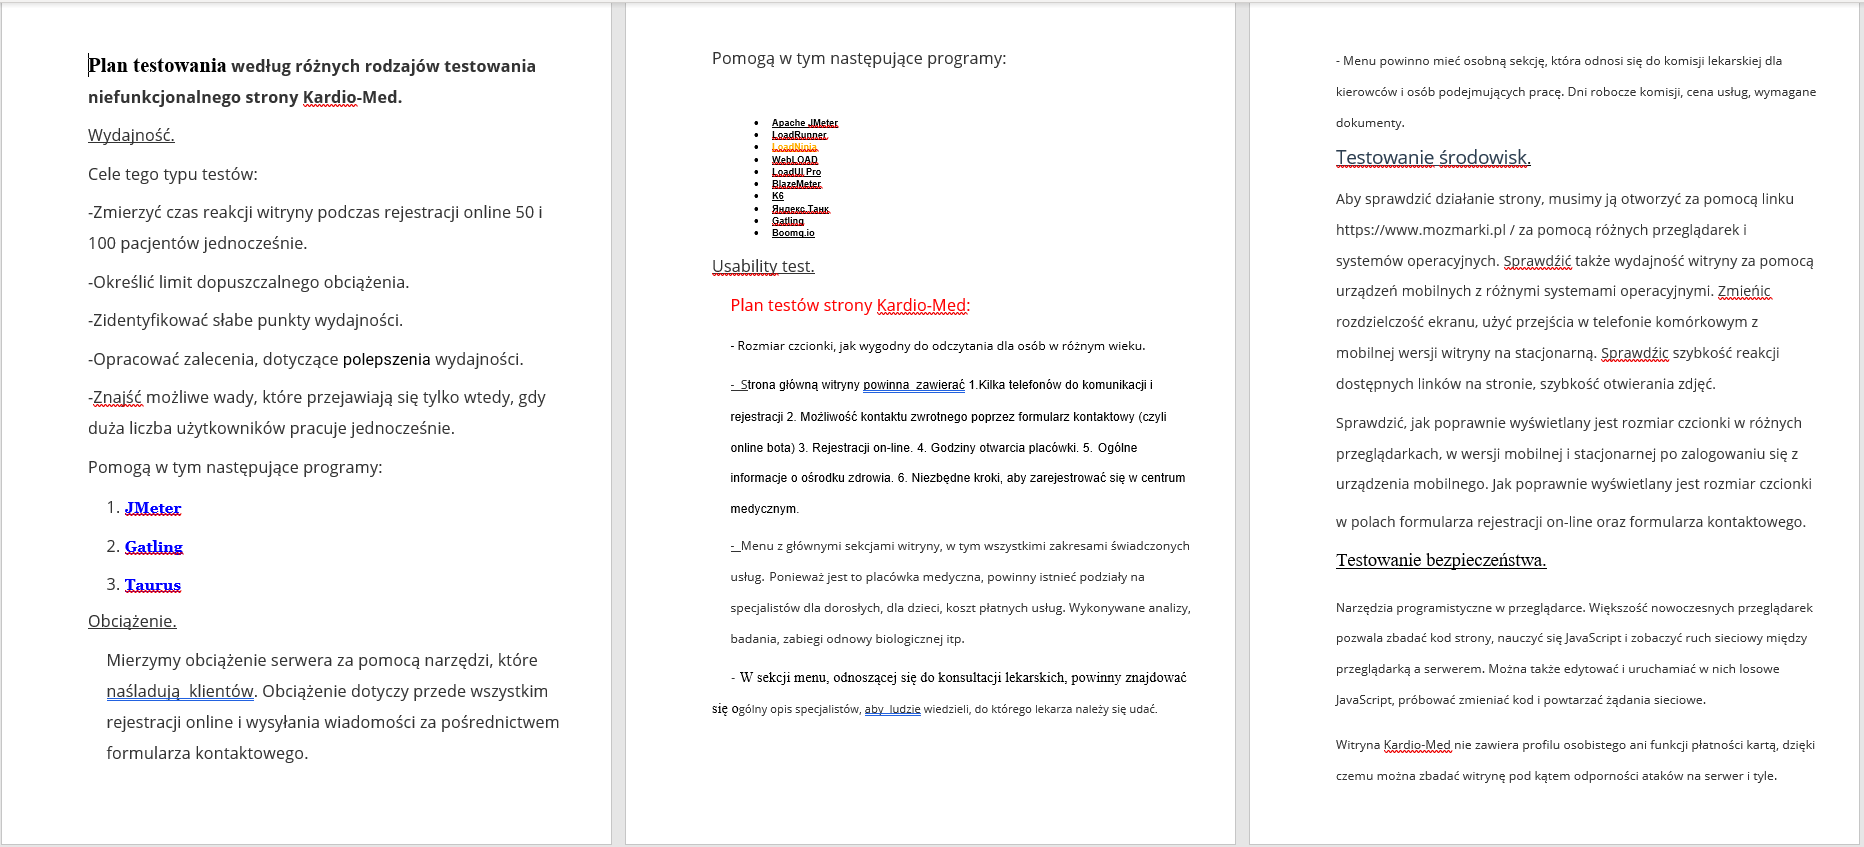 Plan testowania według różnych rodzajów testowania
niefunkcjonalnego strony Kardio-Med.
Wydajność.
Cele tego typu testów:
-Zmierzyć czas reakcji witryny podczas rejestracji online 50 i
100 pacjentów jednocześnie.
-Określić limit dopuszczalnego obciążenia.
-Zidentyfikować słabe punkty wydajności.
-Opracować zalecenia, dotyczące polepszenia wydajności.
-Znajść możliwe wady, które przejawiają się tylko wtedy, gdy
duża liczba użytkowników pracuje jednocześnie.
Pomogą w tym następujące programy:
1. JMeter
2. Gatling
3. Taurus
Obciążenie.
Mierzymy obciążenie serwera za pomocą narzędzi, które
naśladują  klientów. Obciążenie dotyczy przede wszystkim
rejestracji online i wysyłania wiadomości za pośrednictwem
formularza kontaktowego.
Pomogą w tym następujące programy:
• Apache JMeter
• LoadRunner
• LoadNinja
• WebLOAD
• LoadUI Pro
• BlazeMeter
• K6
• Яндекс.Танк
• Gatling
• Boomq.io
Usability test.
Plan testów strony Kardio-Med:
- Rozmiar czcionki, jak wygodny do odczytania dla osób w różnym wieku.
-  Strona główną witryny powinna  zawierać 1.Kilka telefonów do komunikacji i
rejestracji 2. Możliwość kontaktu zwrotnego poprzez formularz kontaktowy (czyli
online bota) 3. Rejestracji on-line. 4. Godziny otwarcia placówki. 5. Ogólne
informacje o ośrodku zdrowia. 6. Niezbędne kroki, aby zarejestrować się w centrum
medycznym.
-  Menu z głównymi sekcjami witryny, w tym wszystkimi zakresami świadczonych
usług. Ponieważ jest to placówka medyczna, powinny istnieć podziały na
specjalistów dla dorosłych, dla dzieci, koszt płatnych usług. Wykonywane analizy,
badania, zabiegi odnowy biologicznej itp.
- W sekcji menu, odnoszącej się do konsultacji lekarskich, powinny znajdować
się ogólny opis specjalistów, aby  ludzie wiedzieli, do którego lekarza należy się udać.
- Menu powinno mieć osobną sekcję, która odnosi się do komisji lekarskiej dla
kierowców i osób podejmujących pracę. Dni robocze komisji, cena usług, wymagane
dokumenty.
Testowanie środowisk.
Aby sprawdzić działanie strony, musimy ją otworzyć za pomocą linku
https://www.mozmarki.pl / za pomocą różnych przeglądarek i
systemów operacyjnych. Sprawdźić także wydajność witryny za pomocą
urządzeń mobilnych z różnymi systemami operacyjnymi. Zmieńic
rozdzielczość ekranu, użyć przejścia w telefonie komórkowym z
mobilnej wersji witryny na stacjonarną. Sprawdźic szybkość reakcji
dostępnych linków na stronie, szybkość otwierania zdjęć.
Sprawdzić, jak poprawnie wyświetlany jest rozmiar czcionki w różnych
przeglądarkach, w wersji mobilnej i stacjonarnej po zalogowaniu się z
urządzenia mobilnego. Jak poprawnie wyświetlany jest rozmiar czcionki
w polach formularza rejestracji on-line oraz formularza kontaktowego.
Testowanie bezpieczeństwa.
Narzędzia programistyczne w przeglądarce. Większość nowoczesnych przeglądarek
pozwala zbadać kod strony, nauczyć się JavaScript i zobaczyć ruch sieciowy między
przeglądarką a serwerem. Można także edytować i uruchamiać w nich losowe
JavaScript, próbować zmieniać kod i powtarzać żądania sieciowe.
Witryna Kardio-Med nie zawiera profilu osobistego ani funkcji płatności kartą, dzięki
czemu można zbadać witrynę pod kątem odporności ataków na serwer i tyle.